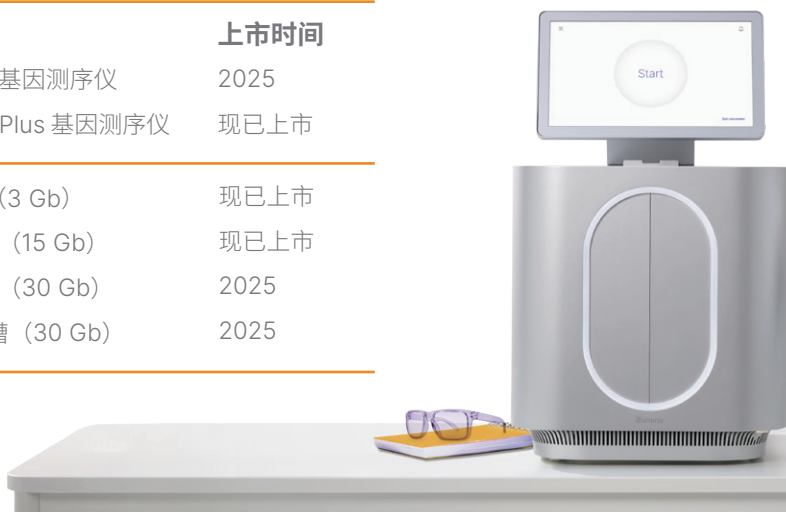 上市时间
基因测序仪 2025
Plus 基因测序仪 现已上市
（3 Gb） 现已上市
（15 Gb） 现已上市
（30 Gb） 2025
槽（30 Gb） 2025
Start
illumina